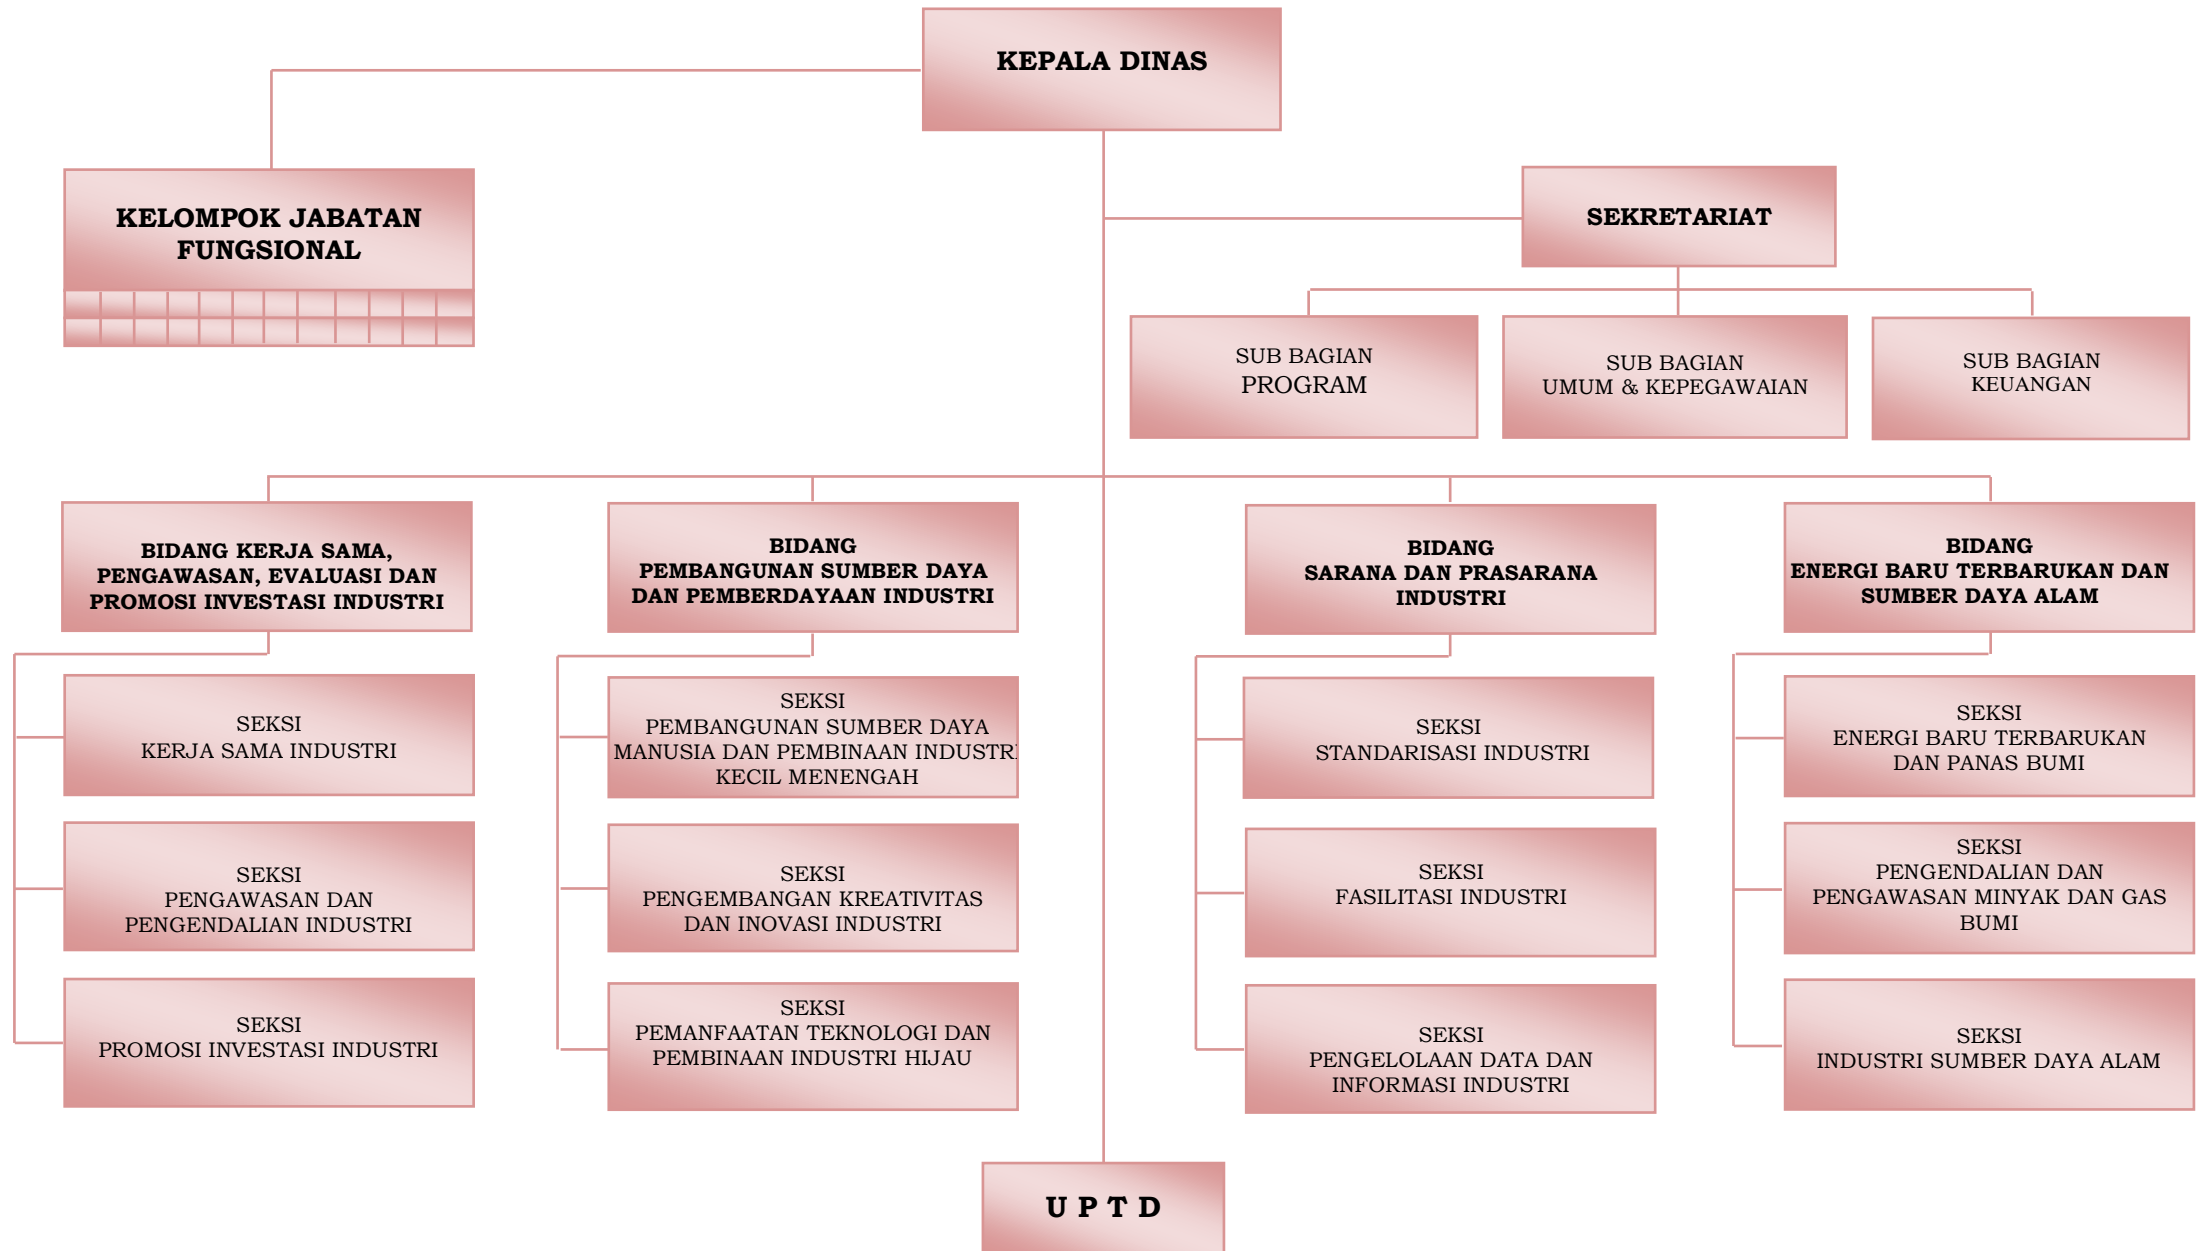 KEPALA DINAS
KELOMPOK JABATAN
FUNGSIONAL
SEKRETARIAT
SUB BAGIAN
PROGRAM
SUB BAGIAN
UMUM & KEPEGAWAIAN
SUB BAGIAN
KEUANGAN
BIDANG KERJA SAMA,
PENGAWASAN, EVALUASI DAN
PROMOSI INVESTASI INDUSTRI
BIDANG
PEMBANGUNAN SUMBER DAYA
DAN PEMBERDAYAAN INDUSTRI
BIDANG
SARANA DAN PRASARANA
INDUSTRI
BIDANG
ENERGI BARU TERBARUKAN DAN
SUMBER DAYA ALAM
SEKSI
KERJA SAMA INDUSTRI
SEKSI
PEMBANGUNAN SUMBER DAYA
MANUSIA DAN PEMBINAAN INDUSTRI
KECIL MENENGAH
SEKSI
STANDARISASI INDUSTRI
SEKSI
ENERGI BARU TERBARUKAN
DAN PANAS BUMI
SEKSI
PENGAWASAN DAN
PENGENDALIAN INDUSTRI
SEKSI
PENGEMBANGAN KREATIVITAS
DAN INOVASI INDUSTRI
SEKSI
FASILITASI INDUSTRI
SEKSI
PENGENDALIAN DAN
PENGAWASAN MINYAK DAN GAS
BUMI
SEKSI
PROMOSI INVESTASI INDUSTRI
SEKSI
PEMANFAATAN TEKNOLOGI DAN
PEMBINAAN INDUSTRI HIJAU
SEKSI
PENGELOLAAN DATA DAN
INFORMASI INDUSTRI
SEKSI
INDUSTRI SUMBER DAYA ALAM
U P T D